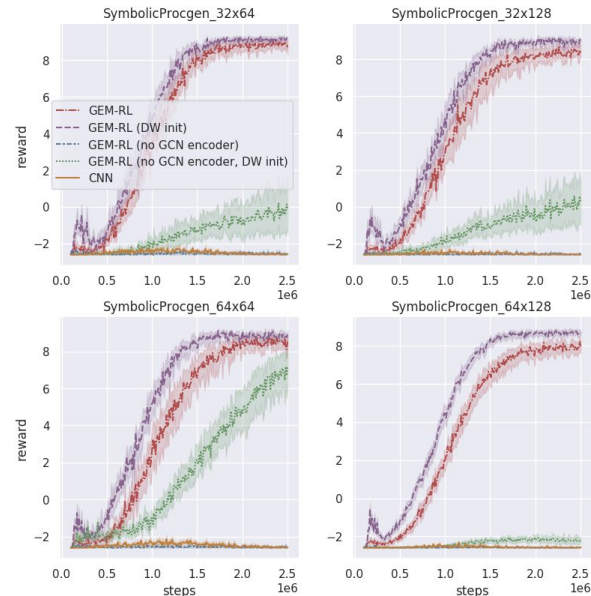 SymbolicProcgen_32x64
8
6
4
2
0
−2
reward
GEM-RL
GEM-RL (DW init)
GEM-RL (no GCN encoder)
GEM-RL (no GCN encoder, DW init)
CNN
0.0 0.5 1.0 1.5 2.0 2.5
1e6
SymbolicProcgen_32x128
8
6
4
2
0
−2
0.0 0.5 1.0 1.5 2.0 2.5
1e6
SymbolicProcgen_64x64
8
6
4
2
0
−2
reward
0.0 0.5 1.0 1.5 2.0 2.5
steps
1e6
SymbolicProcgen_64x128
8
6
4
2
0
−2
0.0 0.5 1.0 1.5 2.0 2.5
steps
1e6